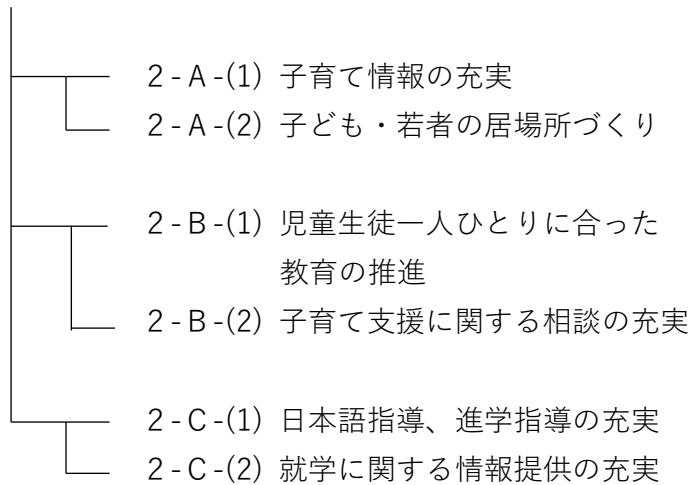 2-A-(1) 子育て情報の充実
2-A-(2) 子ども・若者の居場所づくり
2-B-(1) 児童生徒一人ひとりに合った
教育の推進
2-B-(2) 子育て支援に関する相談の充実
2-C-(1) 日本語指導、進学指導の充実
2-C-(2) 就学に関する情報提供の充実